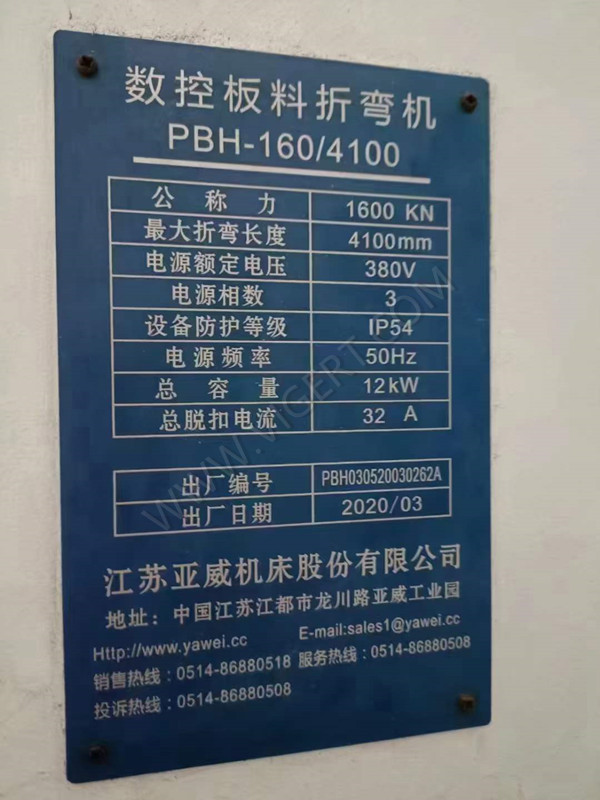 数控板料折弯机
PBH-160/4100
公称力 1600 KN
最大折弯长度 4100mm
电源额定电压 380V
电源相数 3
设备防护等级 IP54
电源频率 50Hz
总容量 12kW
总脱扣电流 32 A
出厂编号 PBH030520030262A
出厂日期 2020/03
江苏亚威机床股份有限公司
地址：中国江苏江都市龙川路亚威工业园
Http://www.yawei.cc E-mail:sales1@yawei.cc
销售热线：0514-86880518 服务热线：0514-86880508
投诉热线：0514-86880508
WWW.VIGERT.COM